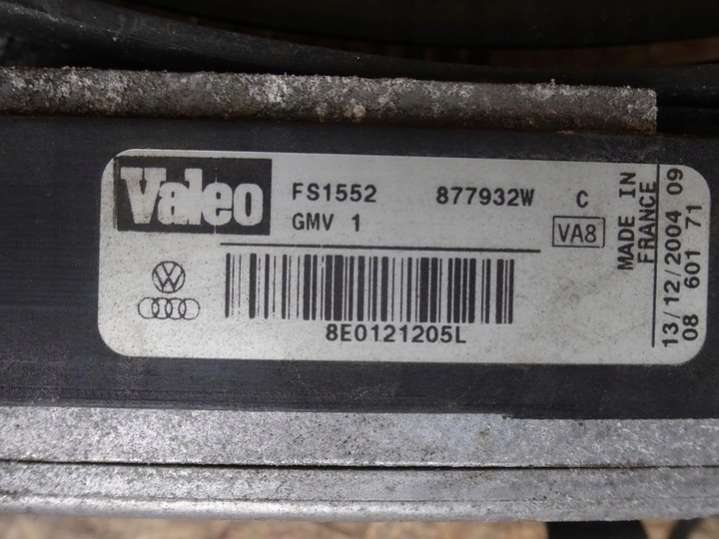 Valeo
FS1552 877932W C
GMV 1 VA8
8E0121205L
MADE IN
FRANCE
13/12/2004 09
08 601 71